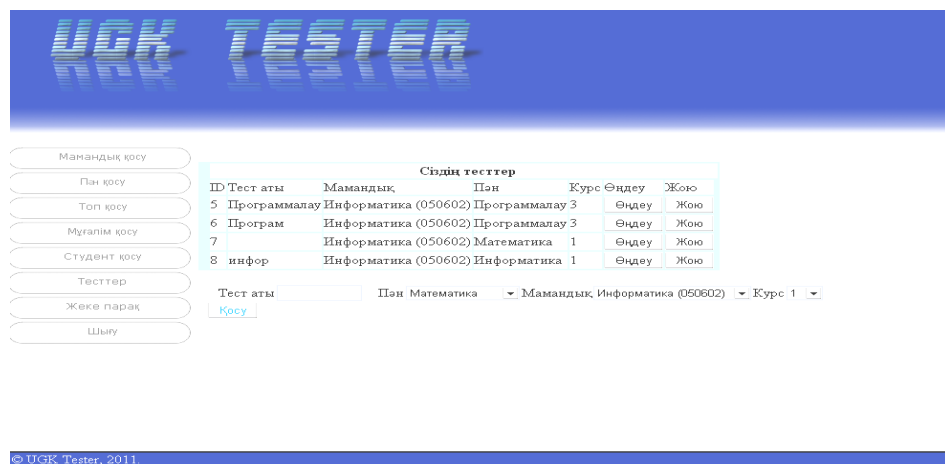 UGK TESTER
Мамандық қосу
Пән қосу
Топ қосу
Мұғалім қосу
Студент қосу
Тесттер
Жеке парақ
Шығу
Сіздің тесттер
ID Тест аты Мамандық Пән Курс Өңдеу Жою
5 Программалау Информатика (050602) Программалау 3 Өңдеу Жою
6 Програм Информатика (050602) Программалау 3 Өңдеу Жою
7 Информатика (050602) Математика 1 Өңдеу Жою
8 инфор Информатика (050602) Информатика 1 Өңдеу Жою
Тест аты Пән Математика Мамандық Информатика (050602) Курс 1
Қосу
© UGK Tester, 2011.